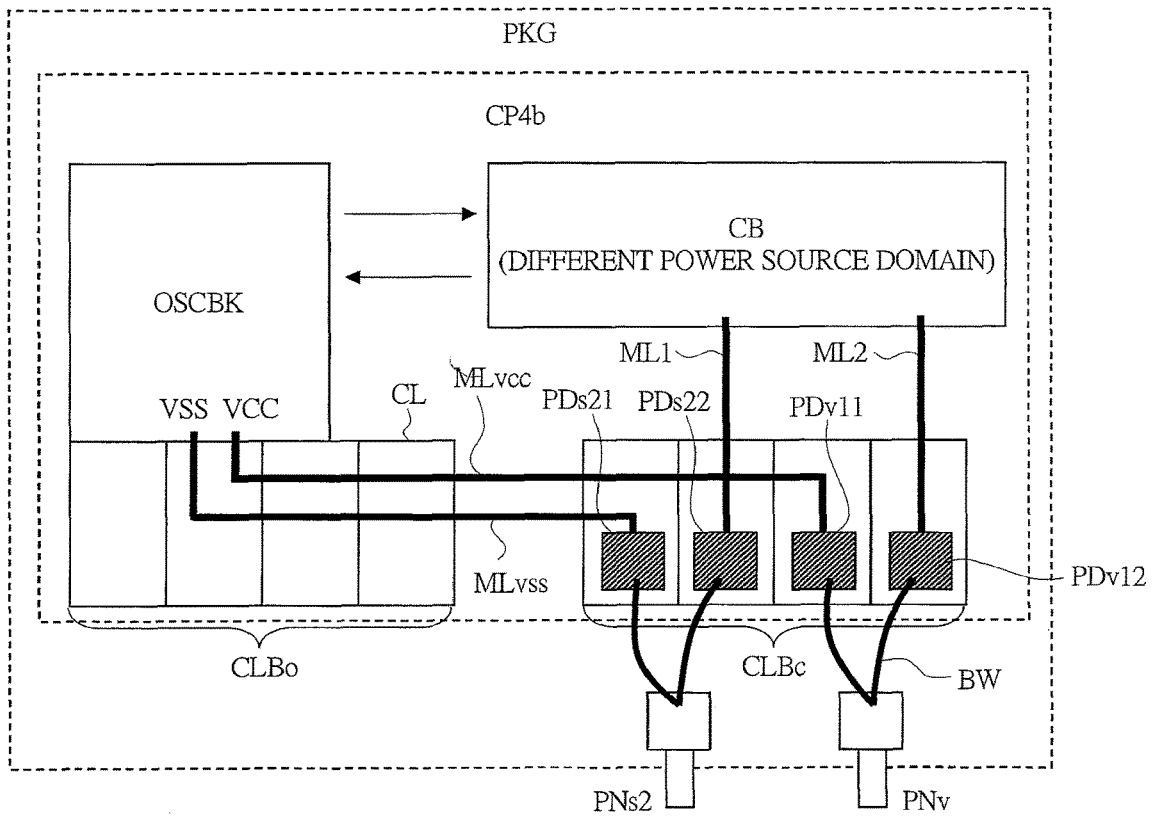 PKG
CP4b
CB
(DIFFERENT POWER SOURCE DOMAIN)
OSCBK
ML1
ML2
MLvcc
CL
PDs21
PDs22
PDv11
VSS VCC
MLvss
PDv12
CLBo
CLBc
BW
PNs2
PNv